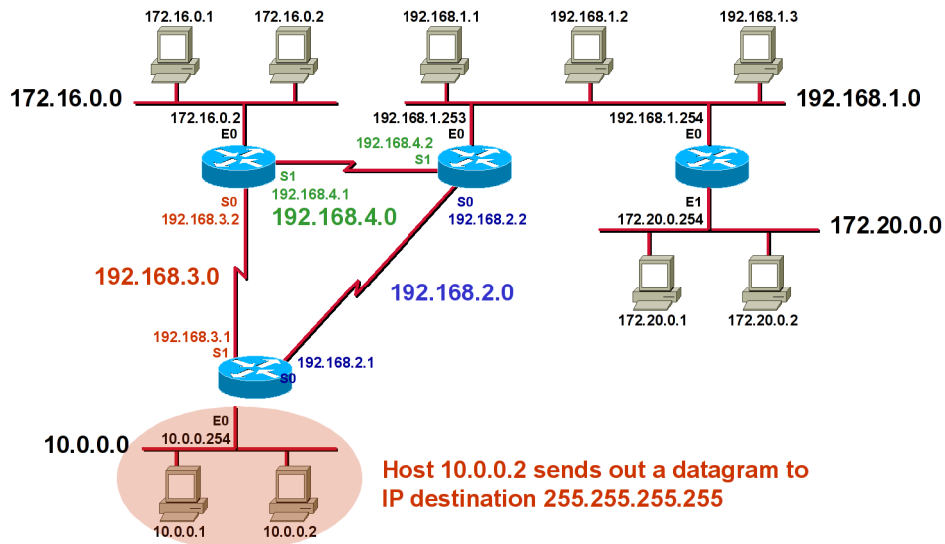 172.16.0.1
172.16.0.2
192.168.1.1
192.168.1.2
192.168.1.3
172.16.0.0
192.168.1.0
172.16.0.2
E0
192.168.1.253
E0
192.168.1.254
E0
192.168.4.2
S1
S1
192.168.4.1
192.168.4.0
S0
192.168.3.2
S0
192.168.2.2
E1
172.20.0.254
172.20.0.0
192.168.3.0
192.168.2.0
172.20.0.1
172.20.0.2
192.168.3.1
S1
192.168.2.1
S0
E0
10.0.0.254
10.0.0.0
10.0.0.1
10.0.0.2
Host 10.0.0.2 sends out a datagram to
IP destination 255.255.255.255